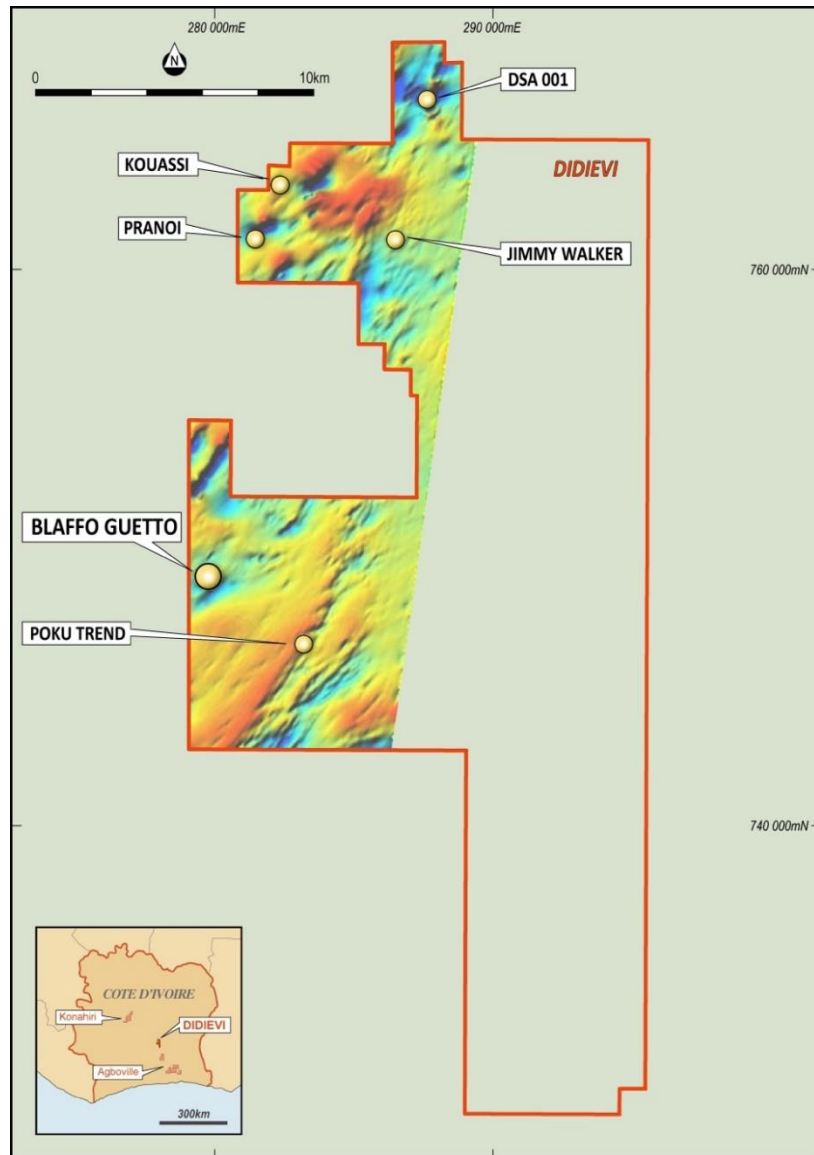 280 000mE
290 000mE
0
10km
DSA 001
KOUASSI
DIDIEVI
PRANOI
JIMMY WALKER
760 000mN
BLAFFO GUETTO
POKU TREND
740 000mN
COTE D'IVOIRE
Konahiri
DIDIEVI
Agboville
300km